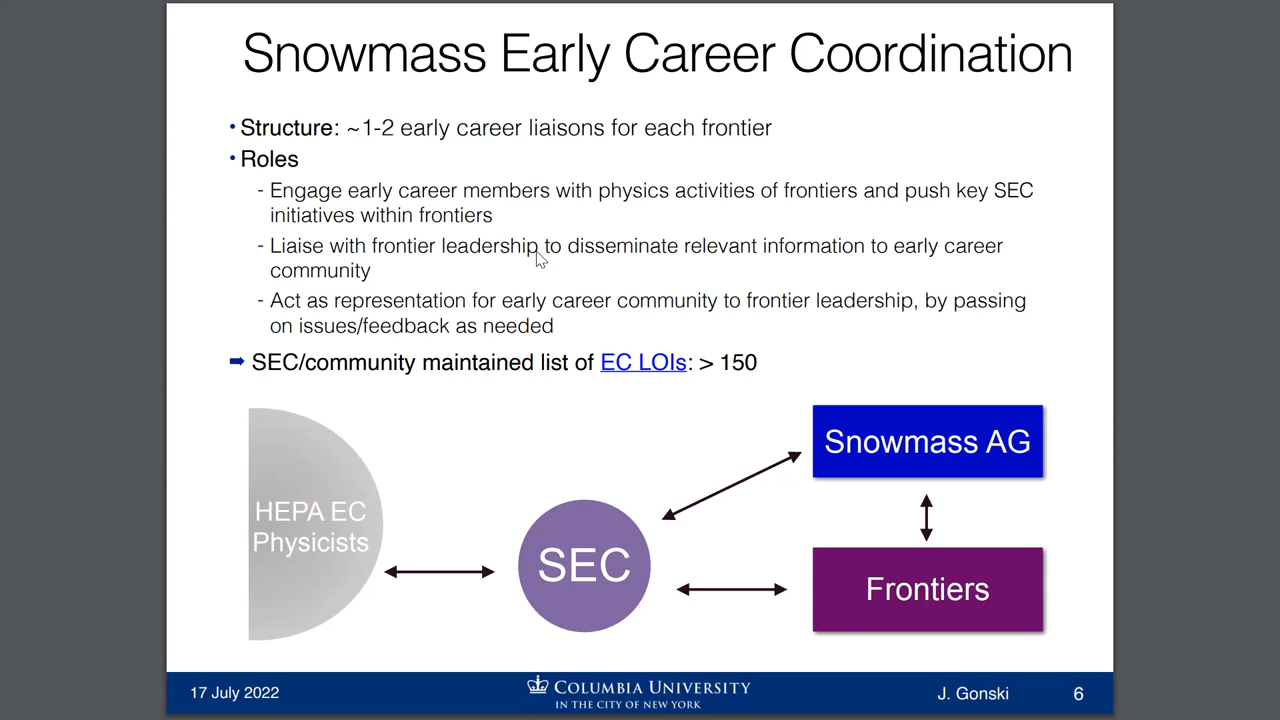 Snowmass Early Career Coordination
• Structure: ~1-2 early career liaisons for each frontier
• Roles
- Engage early career members with physics activities of frontiers and push key SEC
initiatives within frontiers
- Liaise with frontier leadership to disseminate relevant information to early career
community
- Act as representation for early career community to frontier leadership, by passing
on issues/feedback as needed
➡ SEC/community maintained list of EC LOIs: > 150
Snowmass AG
HEPA EC
Physicists
SEC
Frontiers
17 July 2022
COLUMBIA UNIVERSITY
IN THE CITY OF NEW YORK
J. Gonski
6